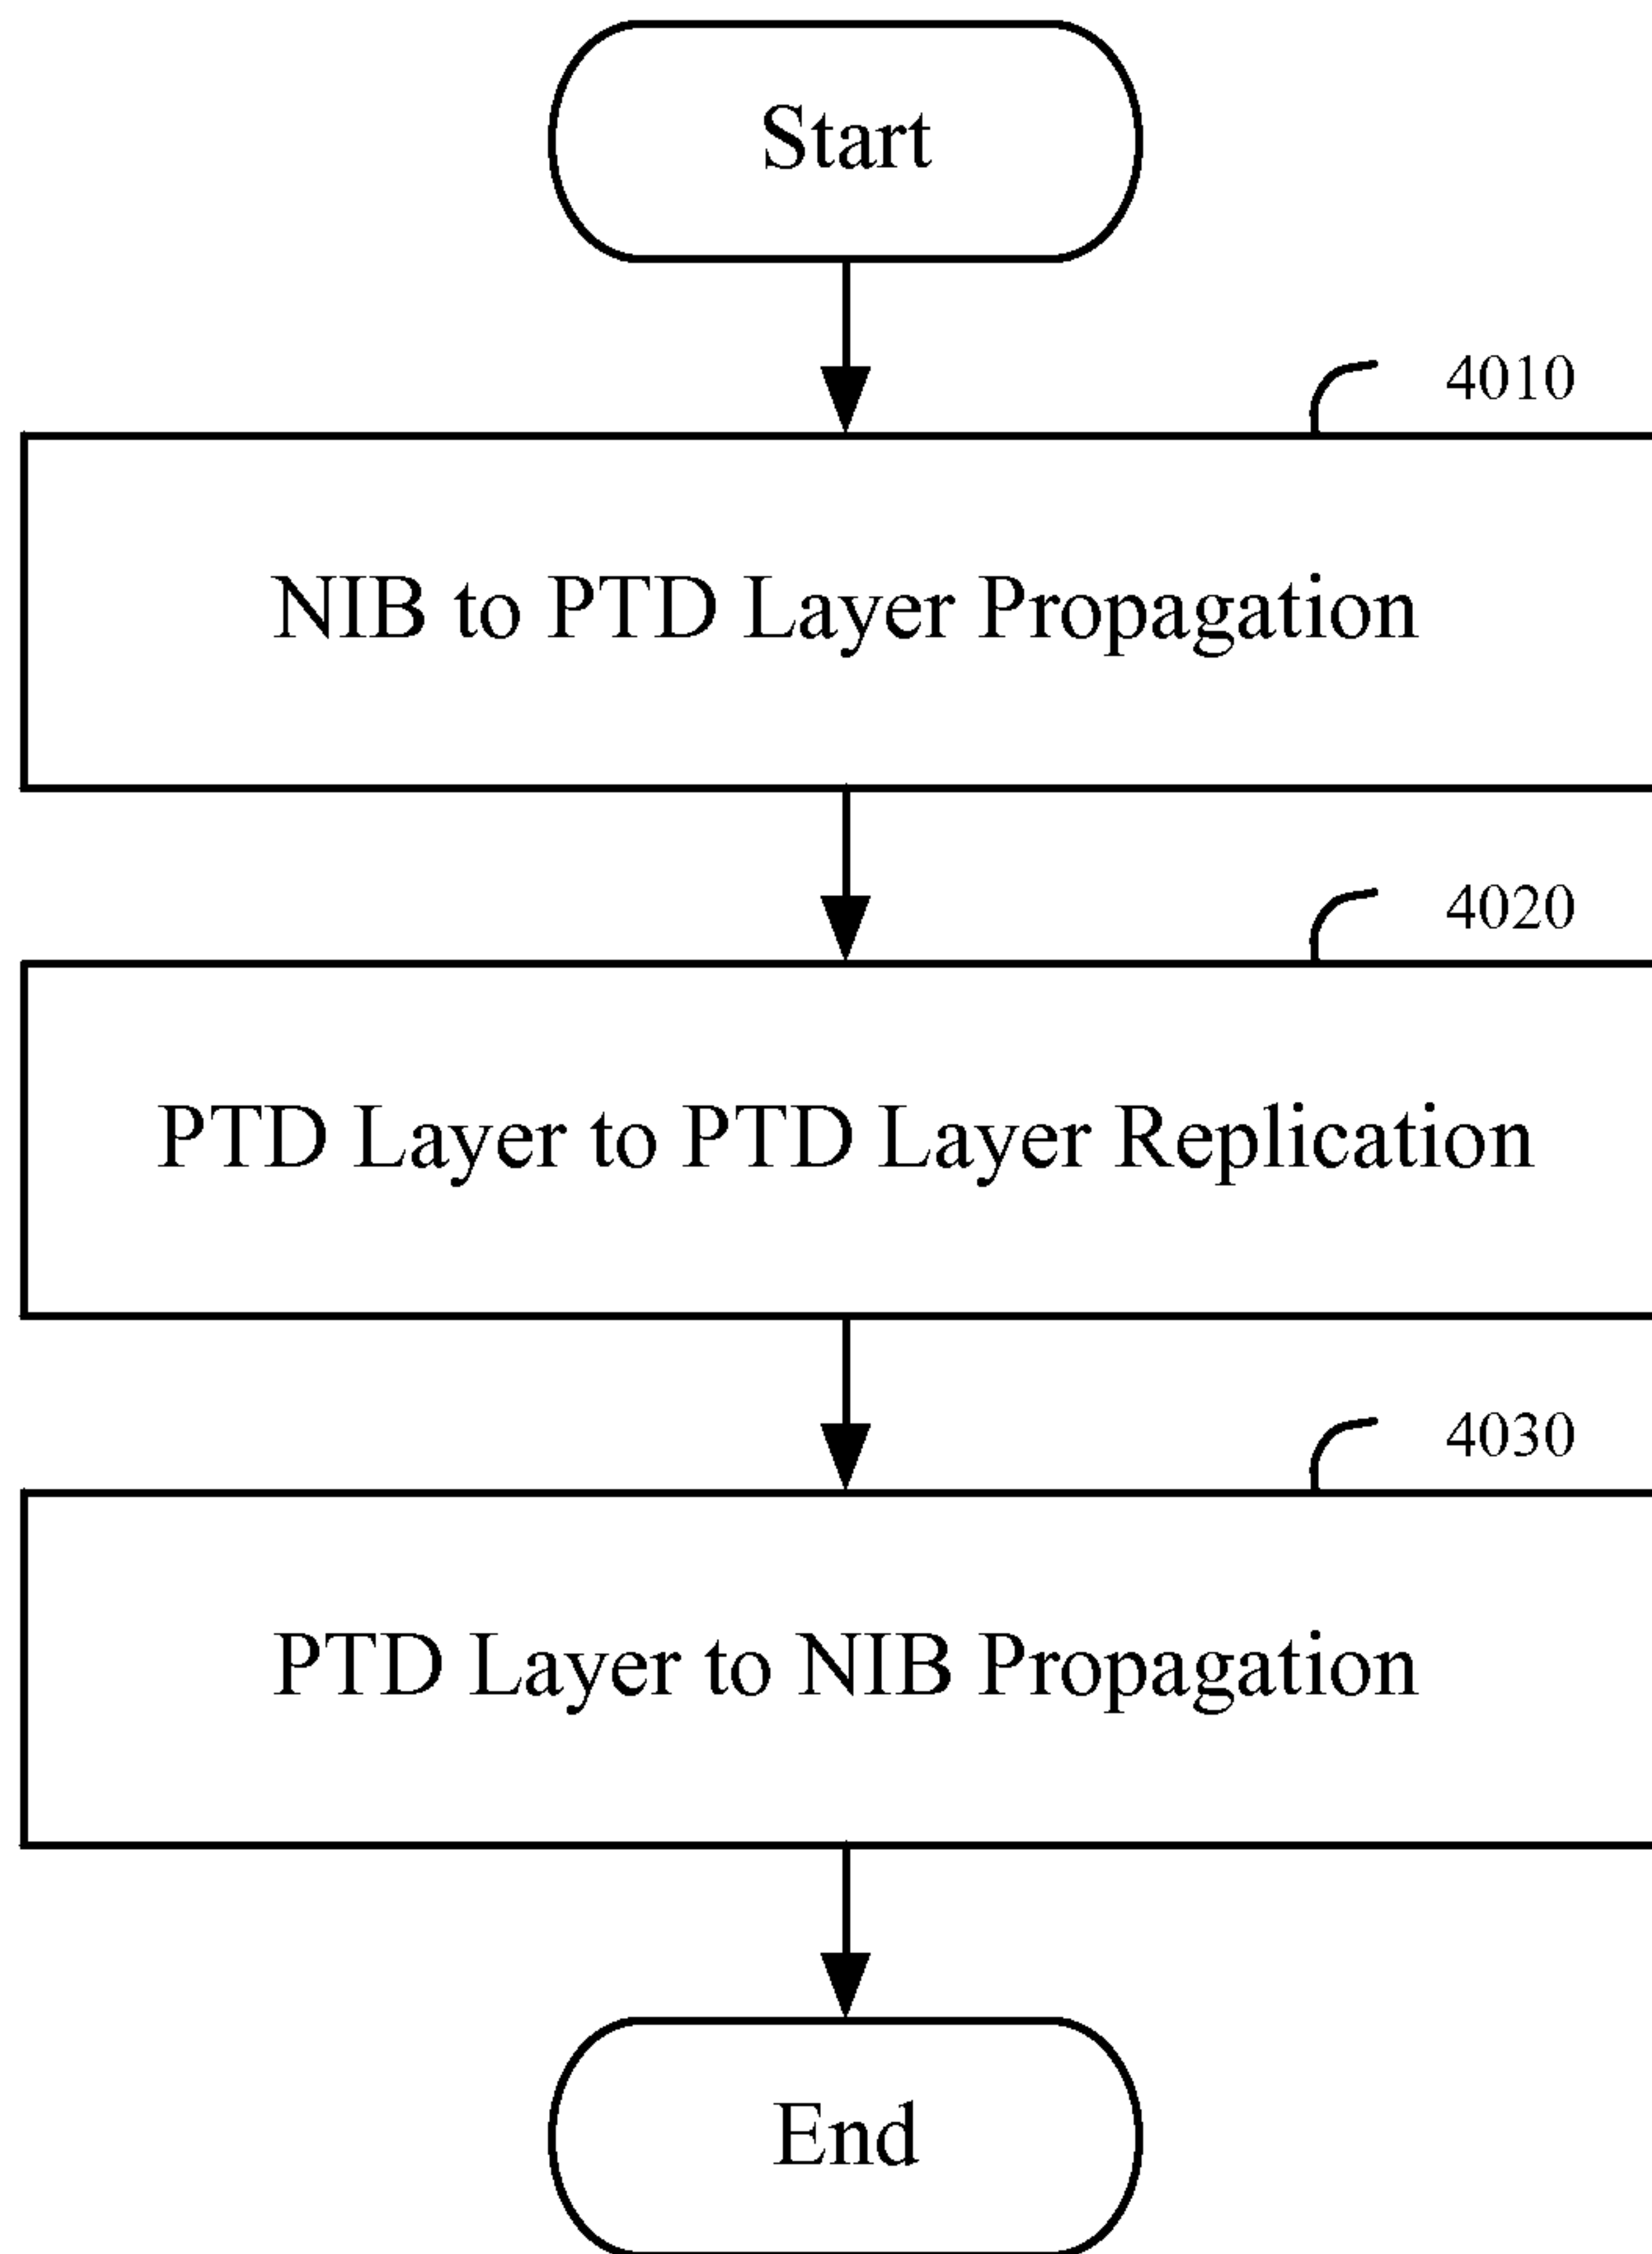 Start
4010
NIB to PTD Layer Propagation
4020
PTD Layer to PTD Layer Replication
4030
PTD Layer to NIB Propagation
End